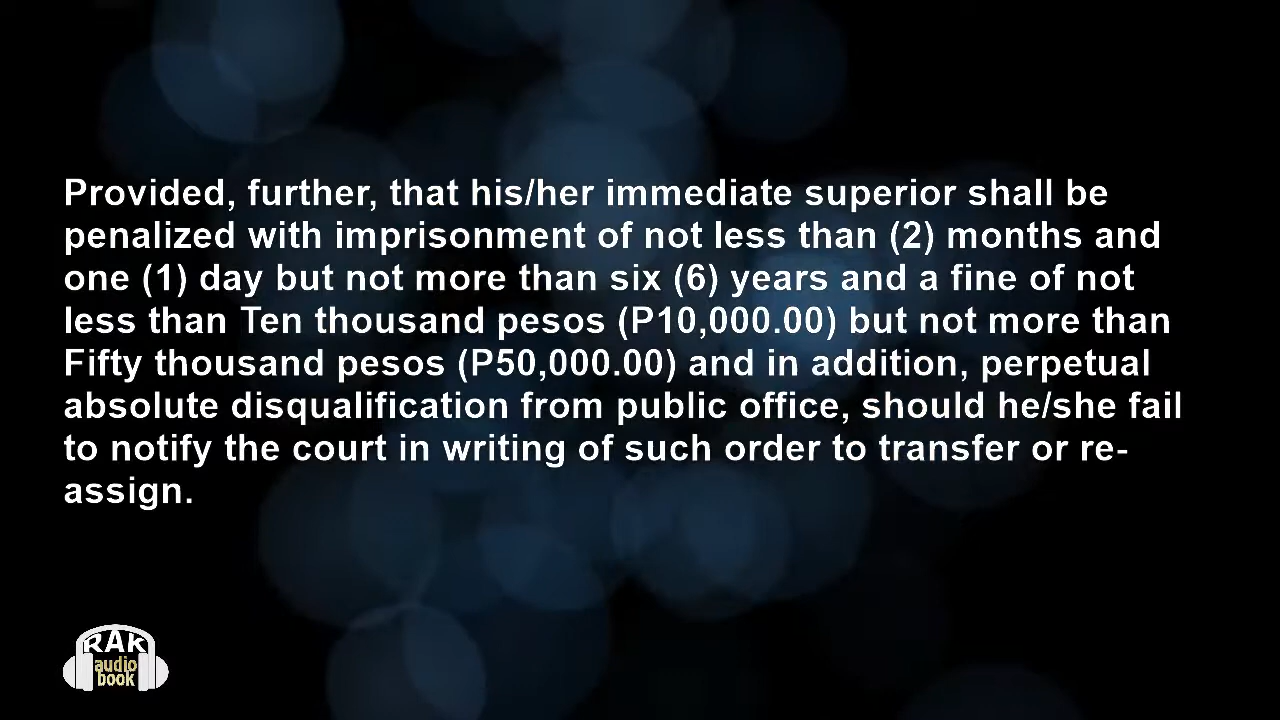 Provided, further, that his/her immediate superior shall be
penalized with imprisonment of not less than (2) months and
one (1) day but not more than six (6) years and a fine of not
less than Ten thousand pesos (P10,000.00) but not more than
Fifty thousand pesos (P50,000.00) and in addition, perpetual
absolute disqualification from public office, should he/she fail
to notify the court in writing of such order to transfer or re-
assign.
RAK
audio
book